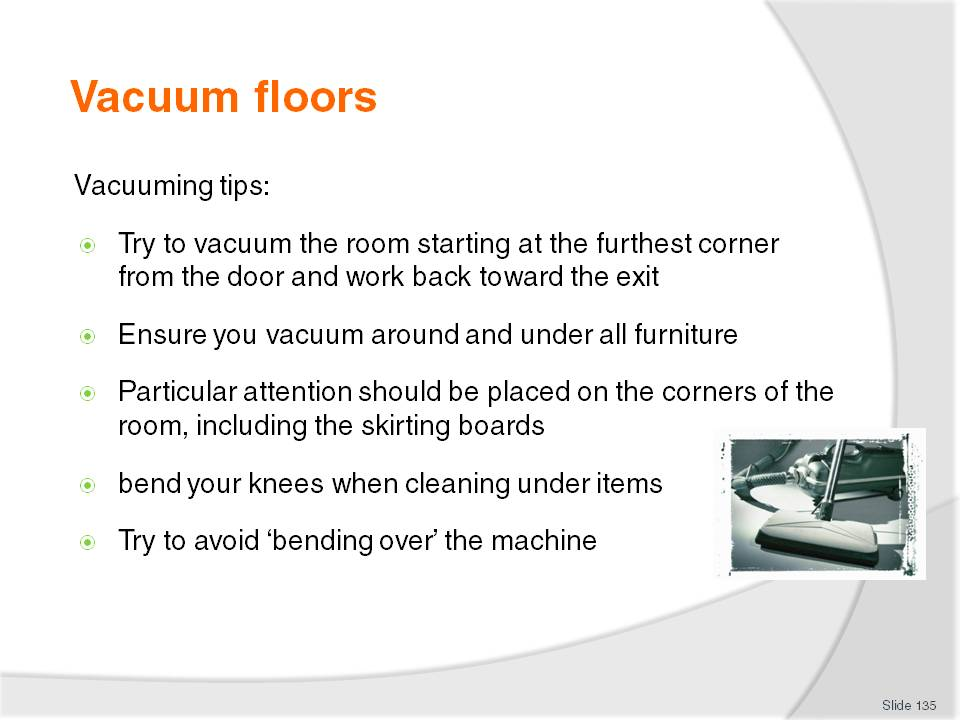 Vacuum floors
Vacuuming tips:
Try to vacuum the room starting at the furthest corner
from the door and work back toward the exit
Ensure you vacuum around and under all furniture
Particular attention should be placed on the corners of the
room, including the skirting boards
bend your knees when cleaning under items
Try to avoid ‘bending over’ the machine
Slide 135